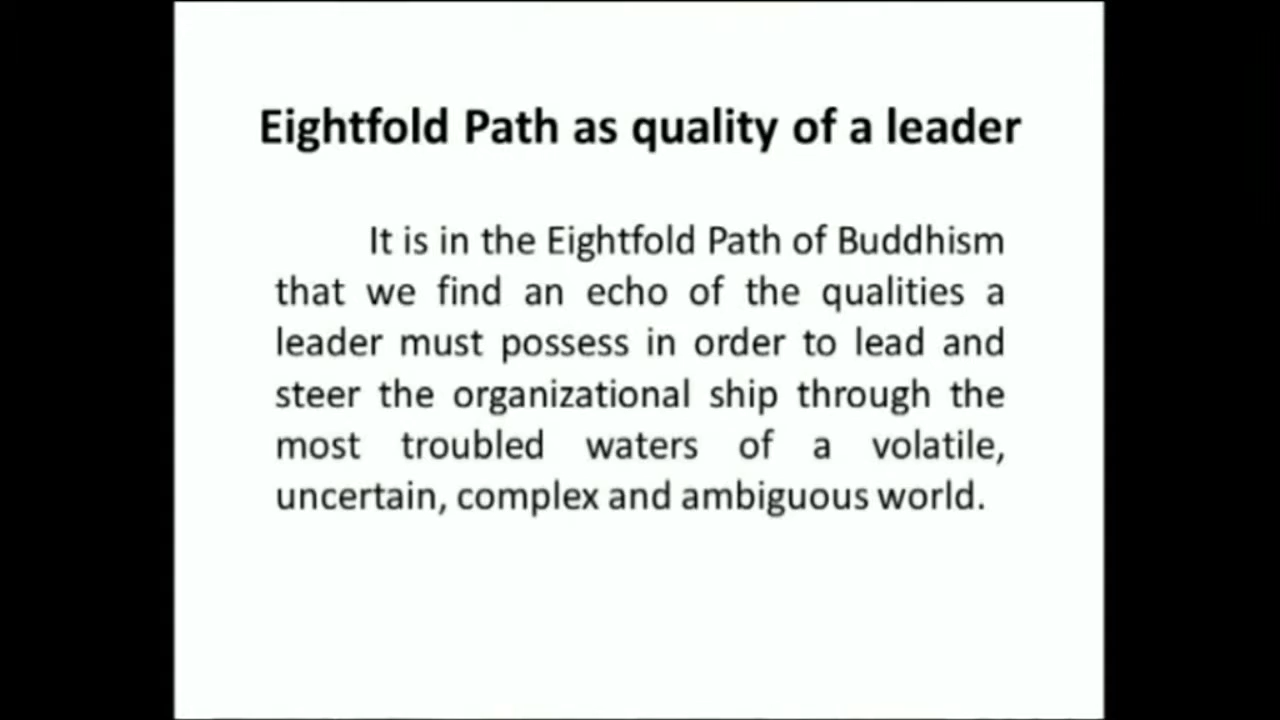 Eightfold Path as quality of a leader
It is in the Eightfold Path of Buddhism
that we find an echo of the qualities a
leader must possess in order to lead and
steer the organizational ship through the
most troubled waters of a volatile,
uncertain, complex and ambiguous world.